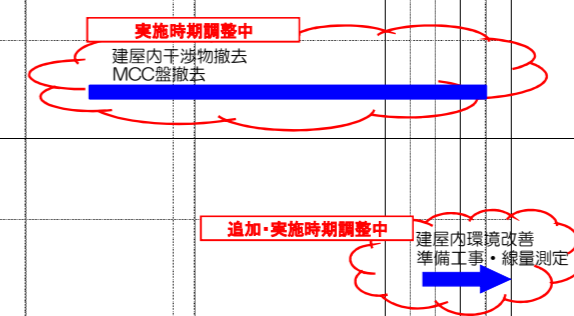 実施時期調整中
建屋内干渉物撤去
MCC盤撤去
追加・実施時期調整中
建屋内環境改善
準備工事・線量測定